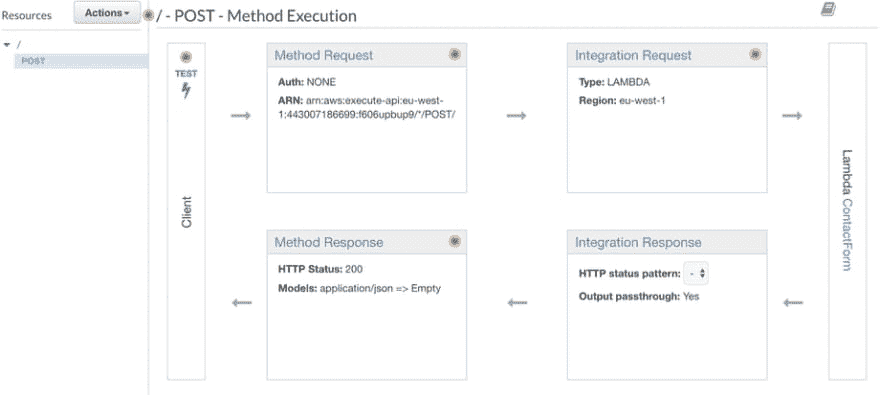 Resources
Actions
/ - POST - Method Execution
/
POST
TEST
Client
Method Request
Auth: NONE
ARN: arn:aws:execute-api:eu-west-
1:443007186699:f606upbup9/*/POST/
Integration Request
Type: LAMBDA
Region: eu-west-1
Lambda ContactForm
Method Response
HTTP Status: 200
Models: application/json => Empty
Integration Response
HTTP status pattern: -
Output passthrough: Yes